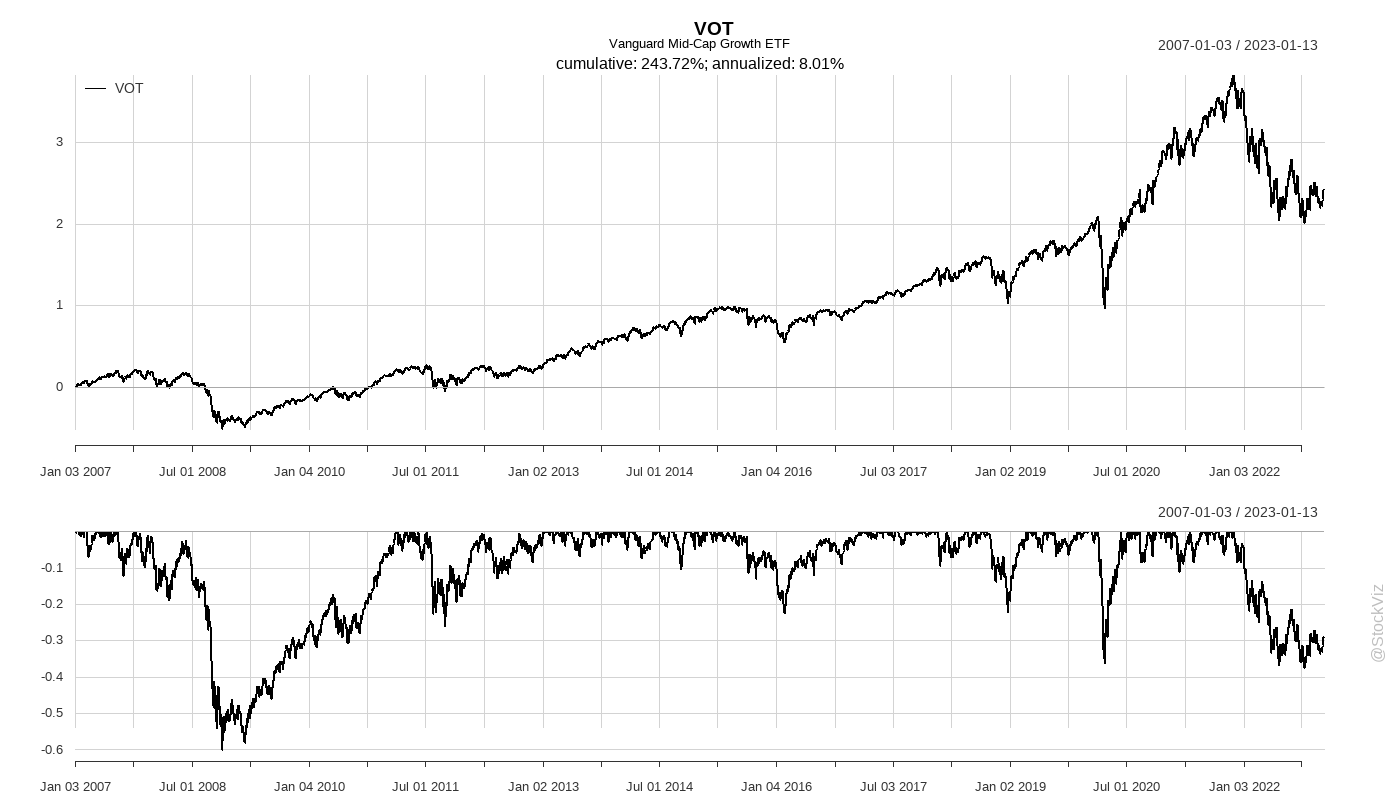 VOT
Vanguard Mid-Cap Growth ETF
2007-01-03 / 2023-01-13
cumulative: 243.72%; annualized: 8.01%
VOT
3
2
1
0
Jan 03 2007 Jul 01 2008 Jan 04 2010 Jul 01 2011 Jan 02 2013 Jul 01 2014 Jan 04 2016 Jul 03 2017 Jan 02 2019 Jul 01 2020 Jan 03 2022
2007-01-03 / 2023-01-13
-0.1
-0.2
-0.3
-0.4
-0.5
-0.6
Jan 03 2007 Jul 01 2008 Jan 04 2010 Jul 01 2011 Jan 02 2013 Jul 01 2014 Jan 04 2016 Jul 03 2017 Jan 02 2019 Jul 01 2020 Jan 03 2022
@StockViz